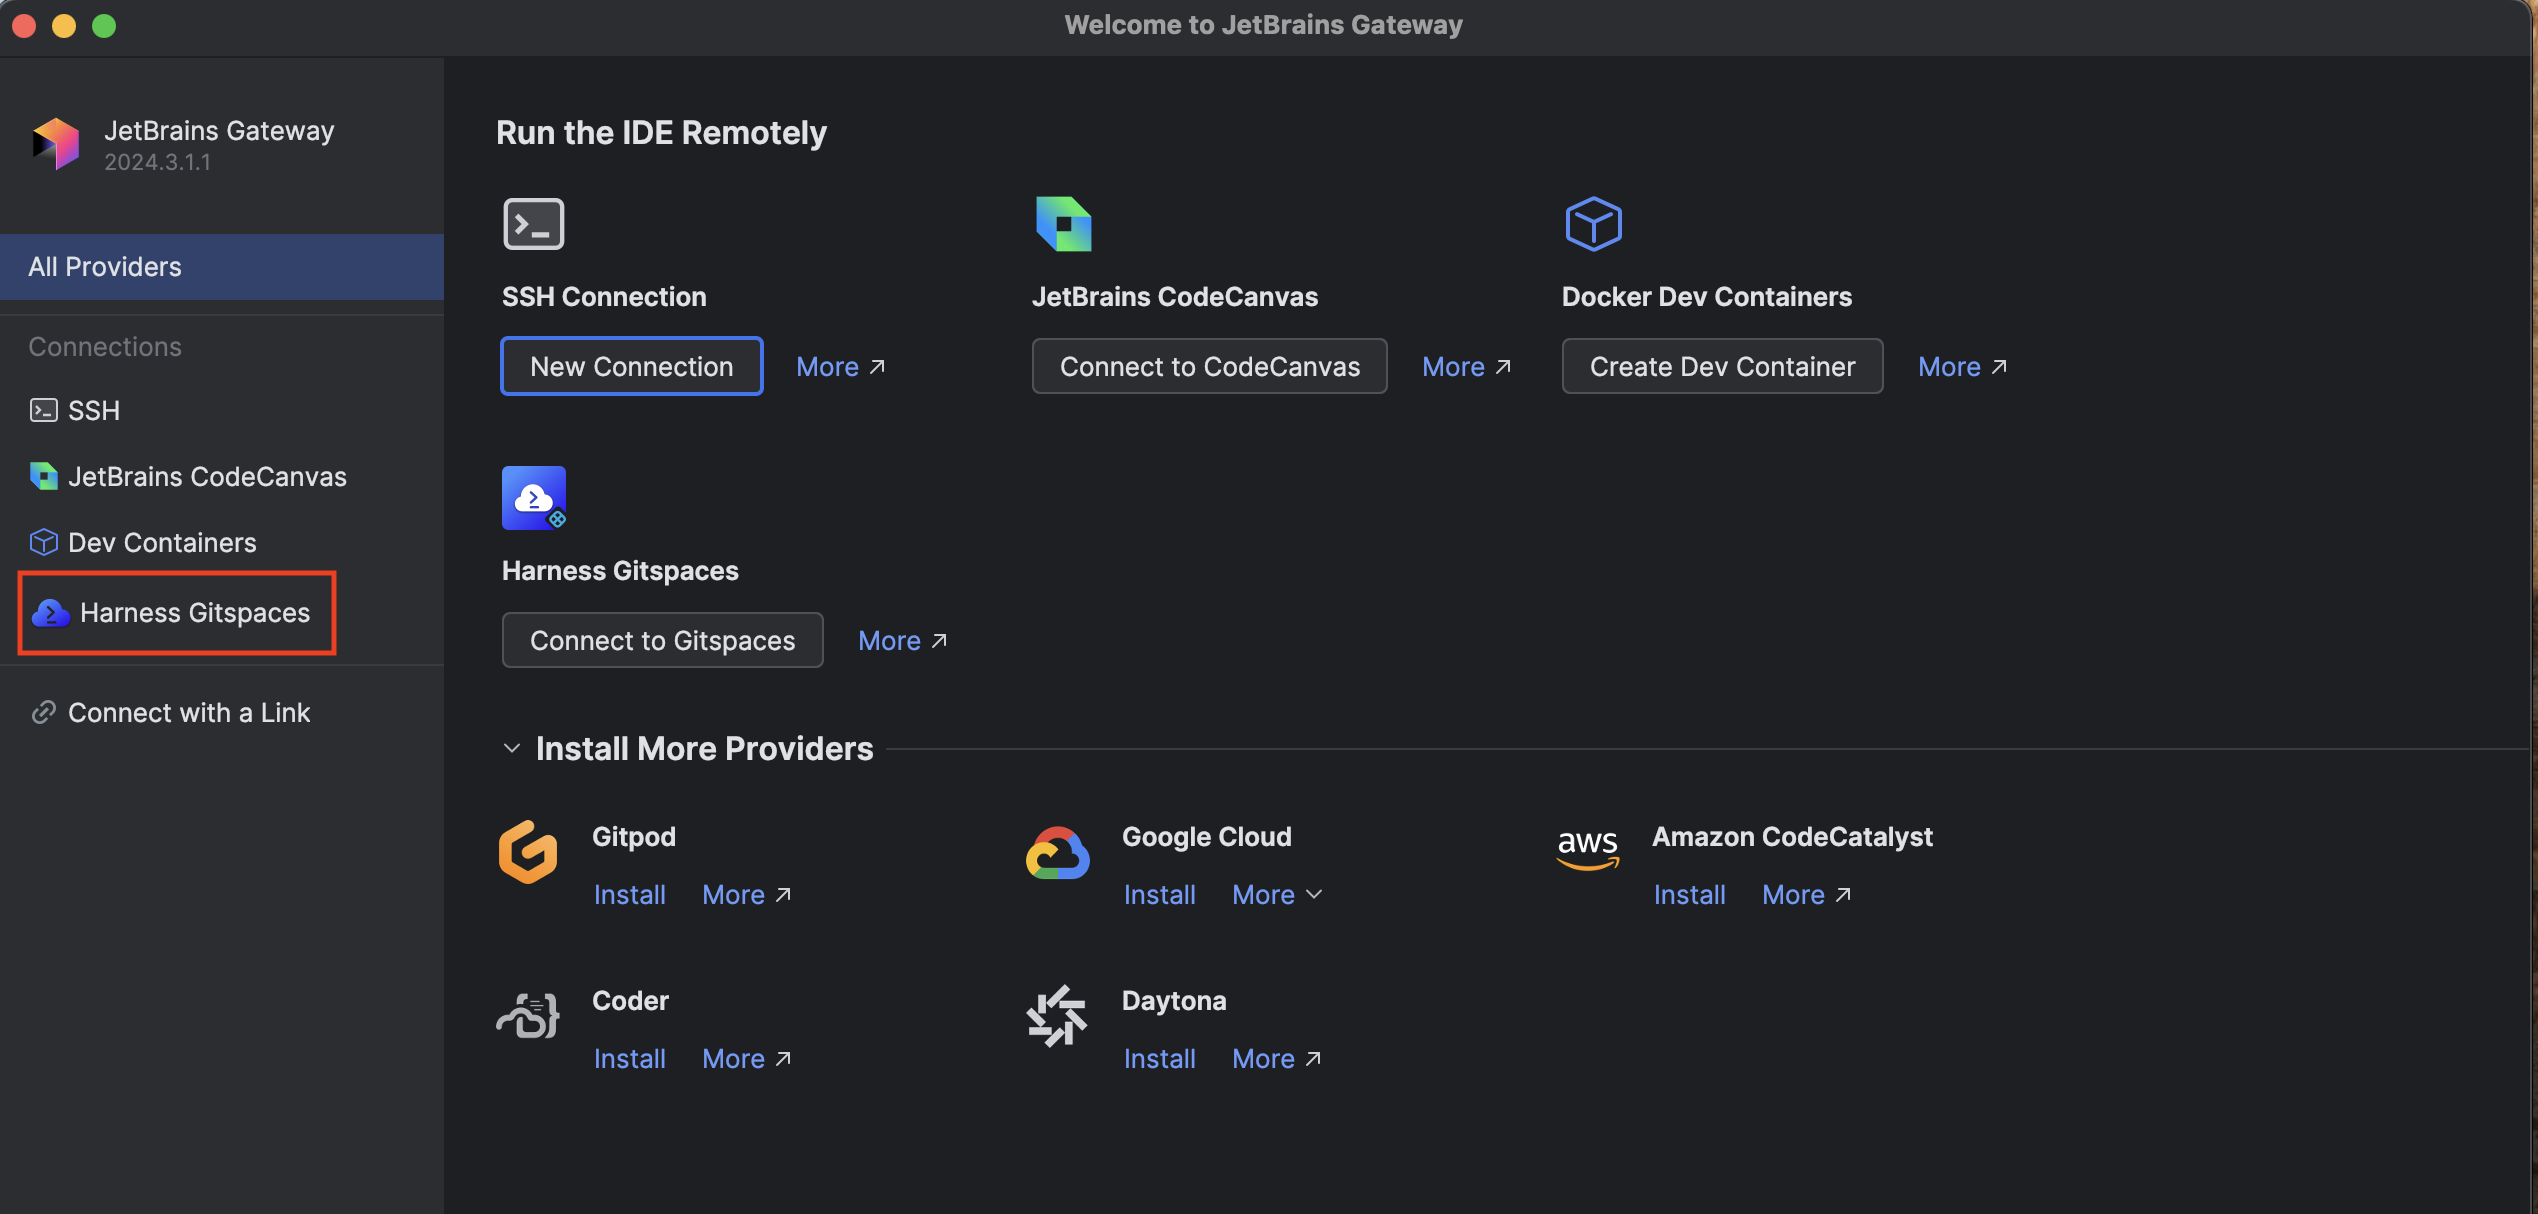 Welcome to JetBrains Gateway
JetBrains Gateway
2024.3.1.1
All Providers
Connections
SSH
JetBrains CodeCanvas
Dev Containers
Harness Gitspaces
Connect with a Link
Run the IDE Remotely
SSH Connection
New Connection More
JetBrains CodeCanvas
Connect to CodeCanvas More
Docker Dev Containers
Create Dev Container More
Harness Gitspaces
Connect to Gitspaces More
Install More Providers
Gitpod
Install More
Google Cloud
Install More
aws
Amazon CodeCatalyst
Install More
Coder
Install More
Daytona
Install More